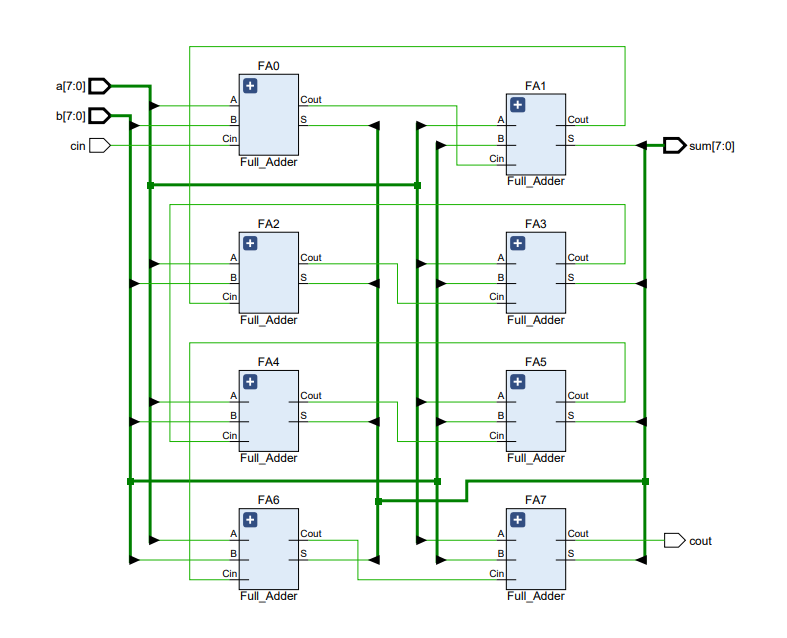 a[7:0]
b[7:0]
cin
FA0
A
B
Cin
Cout
S
Full_Adder
FA1
A
B
Cin
Cout
S
Full_Adder
sum[7:0]
FA2
A
B
Cin
Cout
S
Full_Adder
FA3
A
B
Cin
Cout
S
Full_Adder
FA4
A
B
Cin
Cout
S
Full_Adder
FA5
A
B
Cin
Cout
S
Full_Adder
FA6
A
B
Cin
Cout
S
Full_Adder
FA7
A
B
Cin
Cout
S
Full_Adder
cout